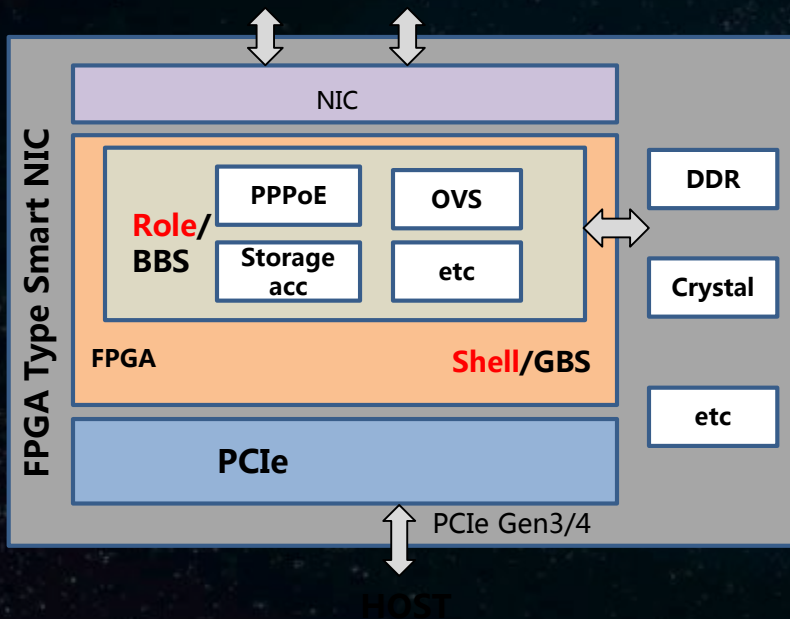 FPGA Type Smart NIC
NIC
PPPoE
OVS
Role/
BBS
Storage
acc
etc
FPGA
Shell/GBS
DDR
Crystal
etc
PCIe
PCIe Gen3/4
HOST